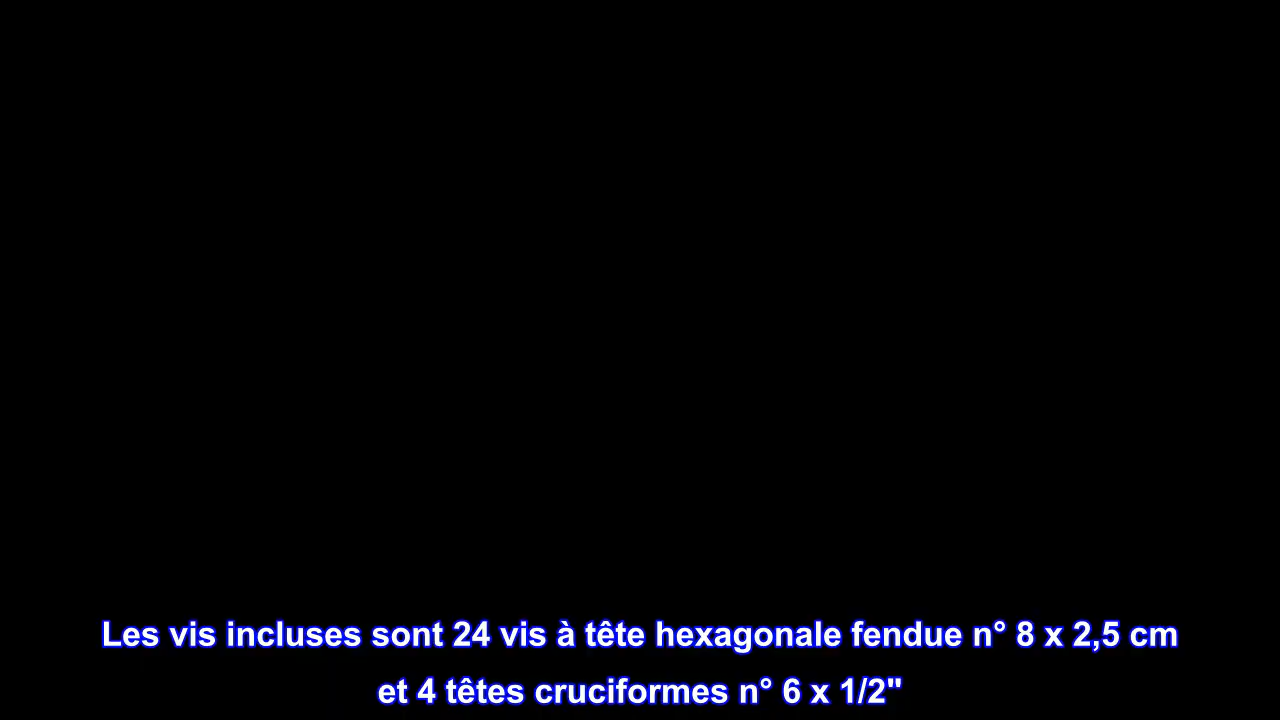 Les vis incluses sont 24 vis à tête hexagonale fendue n° 8 x 2,5 cm
et 4 têtes cruciformes n° 6 x 1/2"